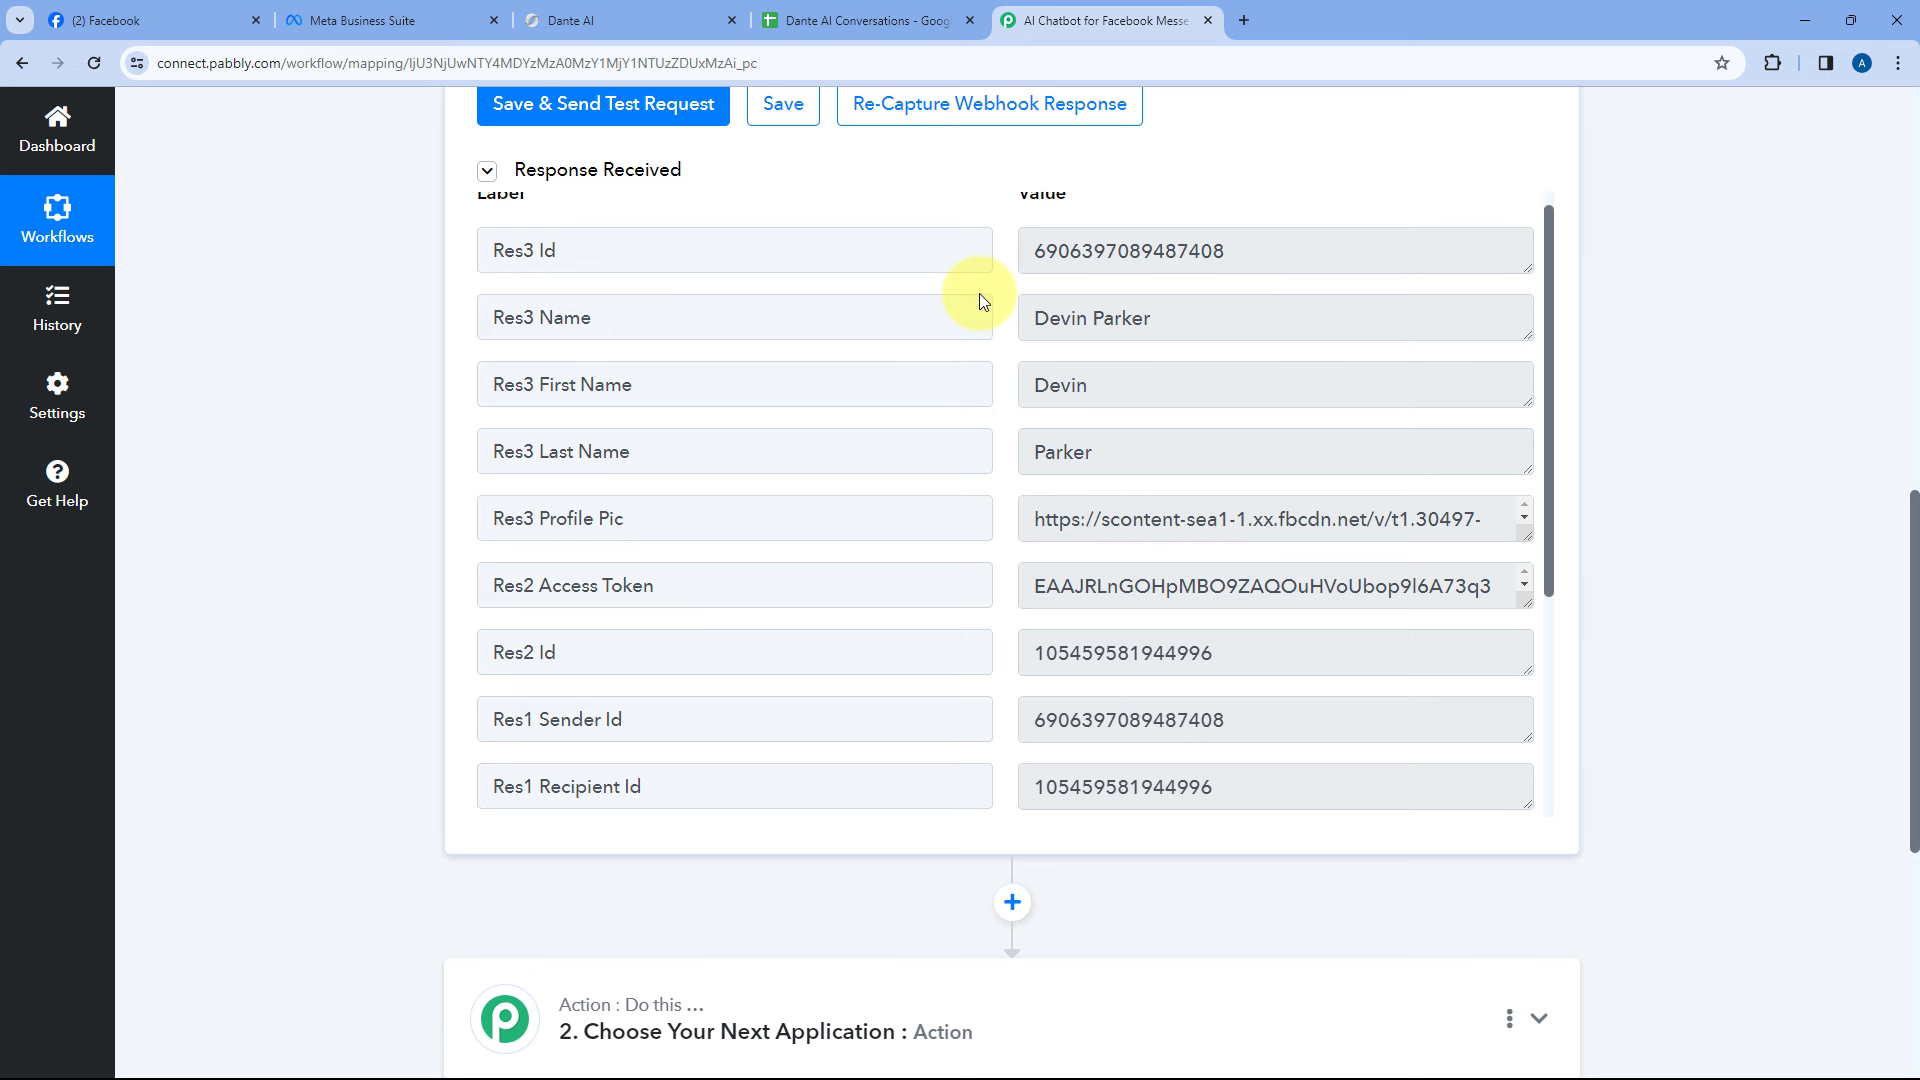 (2) Facebook
Meta Business Suite
Dante AI
Dante AI Conversations - Goog
AI Chatbot for Facebook Messe
connect.pabbly.com/workflow/mapping/IjU3NjUwNTY4MDYzMzA0MzY1MjY1NTUzZDUxMzAi_pc
A
Dashboard
Workflows
History
Settings
Get Help
Save & Send Test Request
Save
Re-Capture Webhook Response
Response Received
Label
Value
Res3 Id
6906397089487408
Res3 Name
Devin Parker
Res3 First Name
Devin
Res3 Last Name
Parker
Res3 Profile Pic
https://scontent-sea1-1.xx.fbcdn.net/v/t1.30497-
Res2 Access Token
EAAJRLnGOHpMBO9ZAQOuHVoUbop9l6A73q3
Res2 Id
105459581944996
Res1 Sender Id
6906397089487408
Res1 Recipient Id
105459581944996
Action : Do this ...
2. Choose Your Next Application : Action